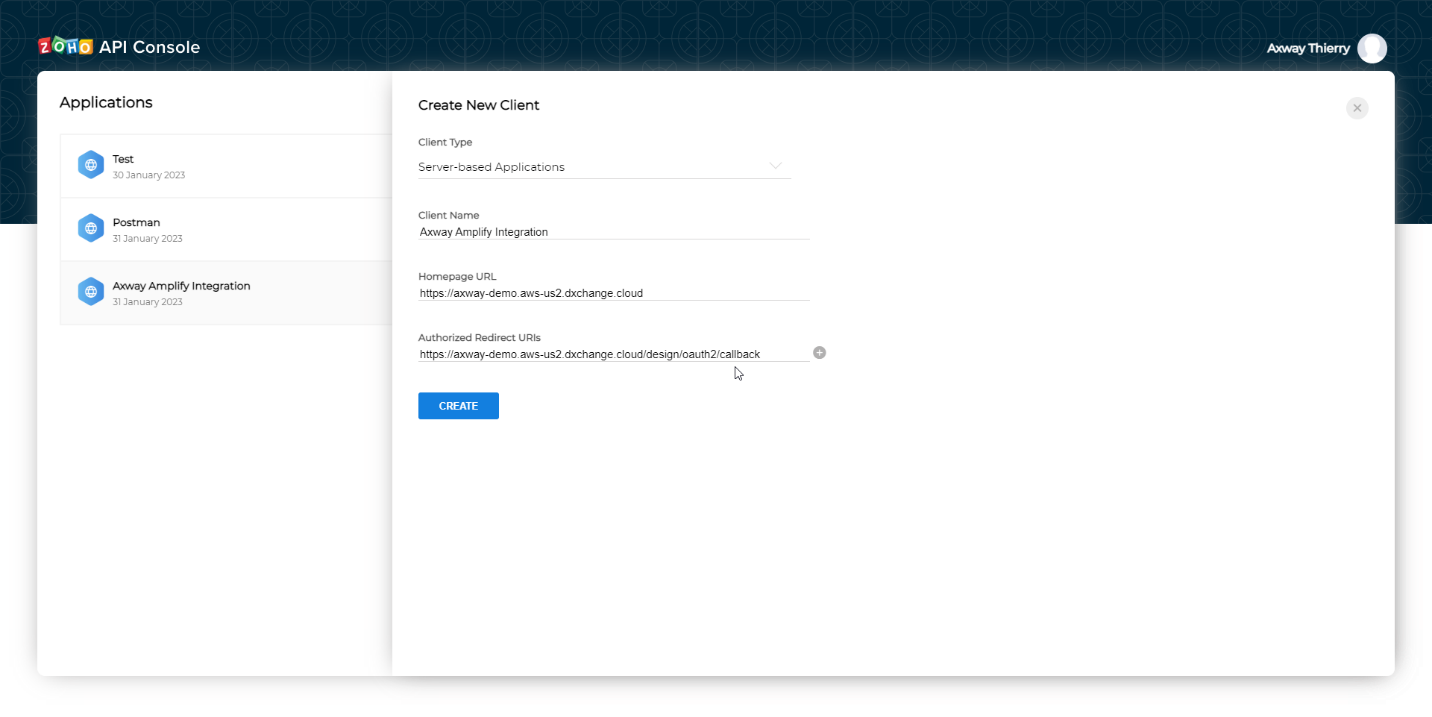 ZOHO API Console
Axway Thierry
Applications
Test
30 January 2023
Postman
31 January 2023
Axway Amplify Integration
31 January 2023
Create New Client
Client Type
Server-based Applications
Client Name
Axway Amplify Integration
Homepage URL
https://axway-demo.aws-us2.dxchange.cloud
Authorized Redirect URIs
https://axway-demo.aws-us2.dxchange.cloud/design/oauth2/callback
CREATE